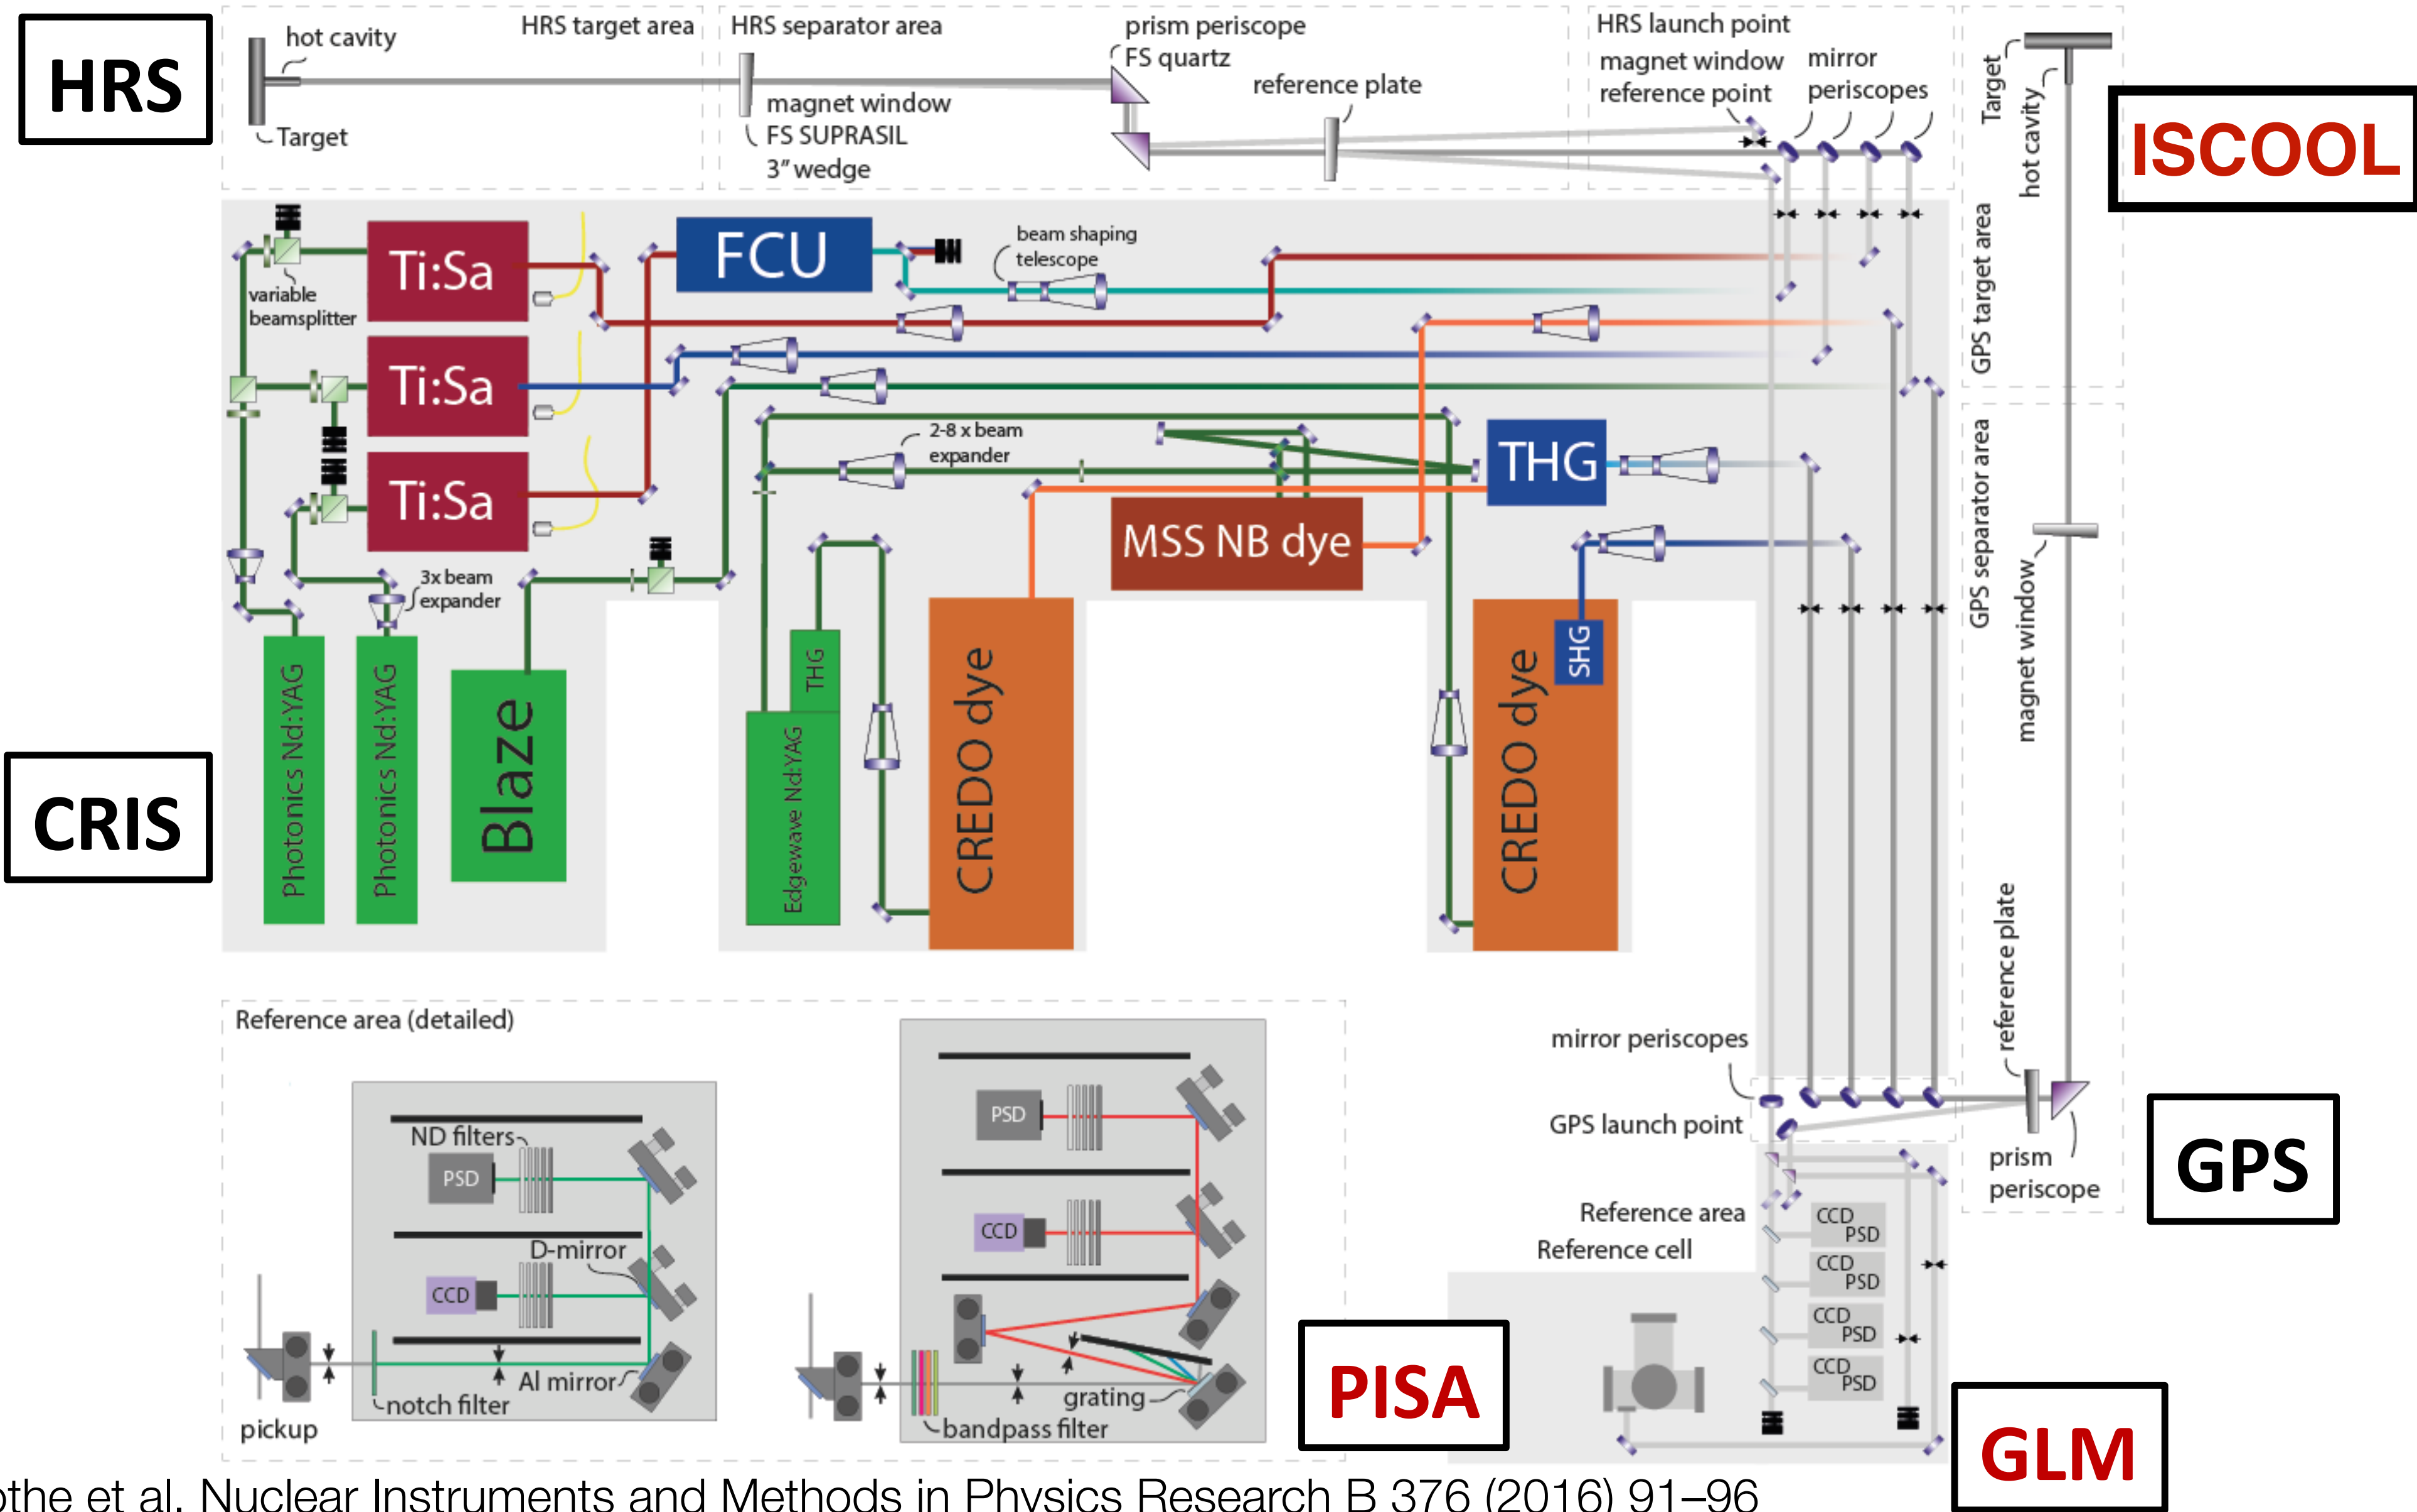 HRS
hot cavity
HRS target area
Target
HRS separator area
magnet window
FS SUPRASIL
3" wedge
prism periscope
FS quartz
reference plate
HRS launch point
magnet window
reference point
mirror
periscopes
Target
hot cavity
GPS target area
ISCOOL
variable
beamsplitter
Ti:Sa
FCU
beam shaping
telescope
Ti:Sa
Ti:Sa
2-8 x beam
expander
THG
MSS NB dye
3x beam
expander
GPS separator area
magnet window
CRIS
Photonics Nd:YAG
Photonics Nd:YAG
Blaze
THG
Edgewave Nd:YAG
CREDO dye
CREDO dye
SHG
reference plate
Reference area (detailed)
ND filters
PSD
D-mirror
CCD
Al mirror
notch filter
pickup
PSD
CCD
grating
bandpass filter
PISA
mirror periscopes
GPS launch point
prism
periscope
GPS
Reference area
Reference cell
CCD
PSD
CCD
PSD
CCD
PSD
CCD
PSD
GLM
et al. Nuclear Instruments and Methods in Physics Research B 376 (2016) 91–96